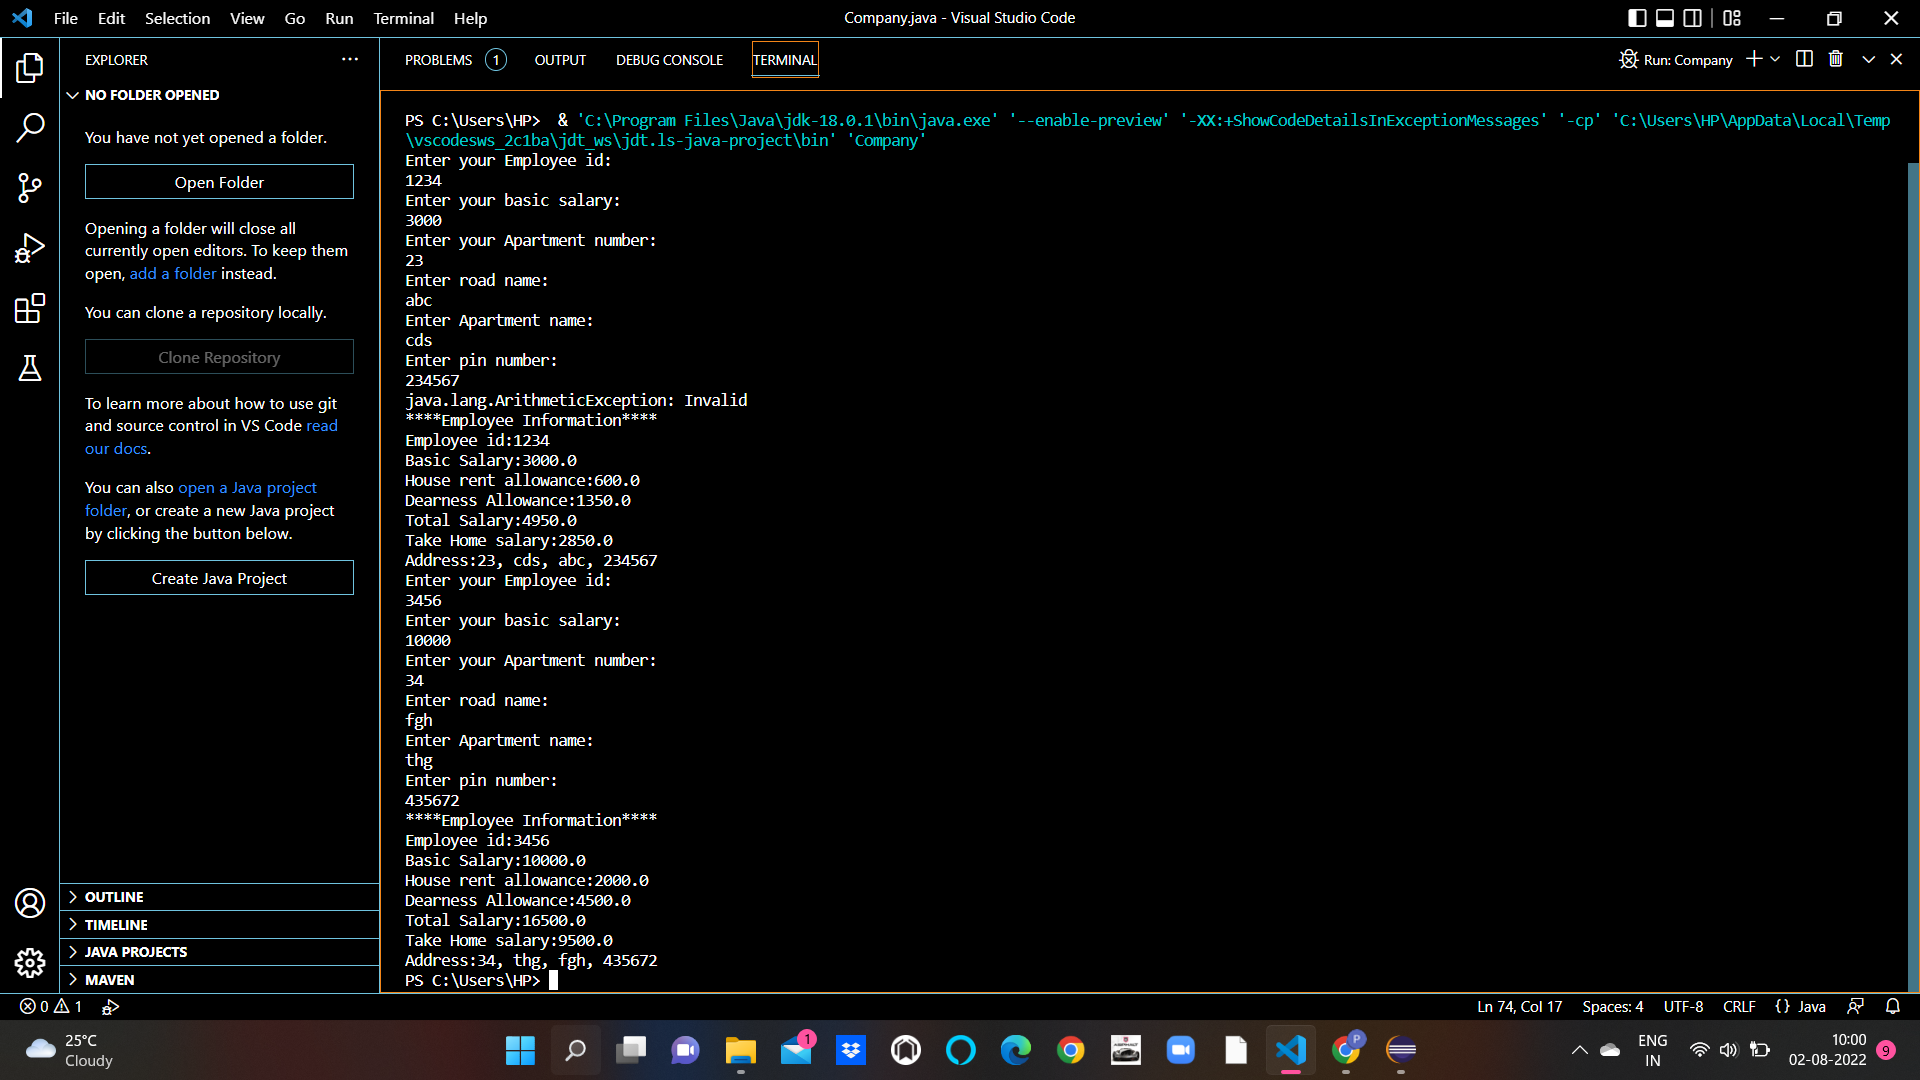 File Edit Selection View Go Run Terminal Help
Company.java - Visual Studio Code
EXPLORER
NO FOLDER OPENED
You have not yet opened a folder.
Open Folder
Opening a folder will close all
currently open editors. To keep them
open, add a folder instead.
You can clone a repository locally.
Clone Repository
To learn more about how to use git
and source control in VS Code read
our docs.
You can also open a Java project
folder, or create a new Java project
by clicking the button below.
Create Java Project
OUTLINE
TIMELINE
JAVA PROJECTS
MAVEN
PROBLEMS 1 OUTPUT DEBUG CONSOLE TERMINAL
Run: Company
PS C:\Users\HP>  & 'C:\Program Files\Java\jdk-18.0.1\bin\java.exe' '--enable-preview' '-XX:+ShowCodeDetailsInExceptionMessages' '-cp' 'C:\Users\HP\AppData\Local\Temp
\vscodesws_2c1ba\jdt_ws\jdt.ls-java-project\bin' 'Company'
Enter your Employee id:
1234
Enter your basic salary:
3000
Enter your Apartment number:
23
Enter road name:
abc
Enter Apartment name:
cds
Enter pin number:
234567
java.lang.ArithmeticException: Invalid
****Employee Information****
Employee id:1234
Basic Salary:3000.0
House rent allowance:600.0
Dearness Allowance:1350.0
Total Salary:4950.0
Take Home salary:2850.0
Address:23, cds, abc, 234567
Enter your Employee id:
3456
Enter your basic salary:
10000
Enter your Apartment number:
34
Enter road name:
fgh
Enter Apartment name:
thg
Enter pin number:
435672
****Employee Information****
Employee id:3456
Basic Salary:10000.0
House rent allowance:2000.0
Dearness Allowance:4500.0
Total Salary:16500.0
Take Home salary:9500.0
Address:34, thg, fgh, 435672
PS C:\Users\HP>
0 1
Ln 74, Col 17 Spaces: 4 UTF-8 CRLF {} Java
25°C
Cloudy
1
P
ENG
IN
10:00
02-08-2022
9